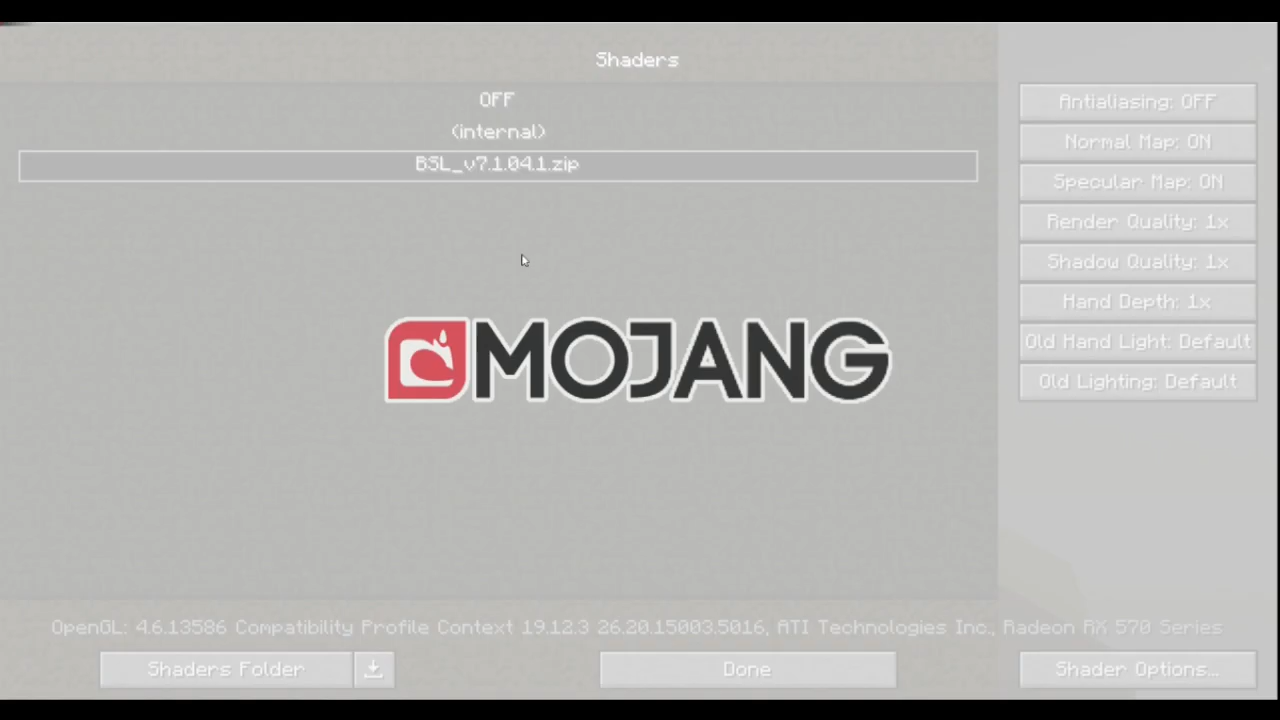 Shaders
OFF
(internal)
BSL_v7.1.04.1.zip
Antialiasing: OFF
Normal Map: ON
Specular Map: ON
Render Quality: 1x
Shadow Quality: 1x
Hand Depth: 1x
Old Hand Light: Default
Old Lighting: Default
MOJANG
OpenGL: 4.6.13586 Compatibility Profile Context 19.12.3 26.20.15003.5016, ATI Technologies Inc., Radeon RX 570 Series
Shaders Folder
Done
Shader Options...